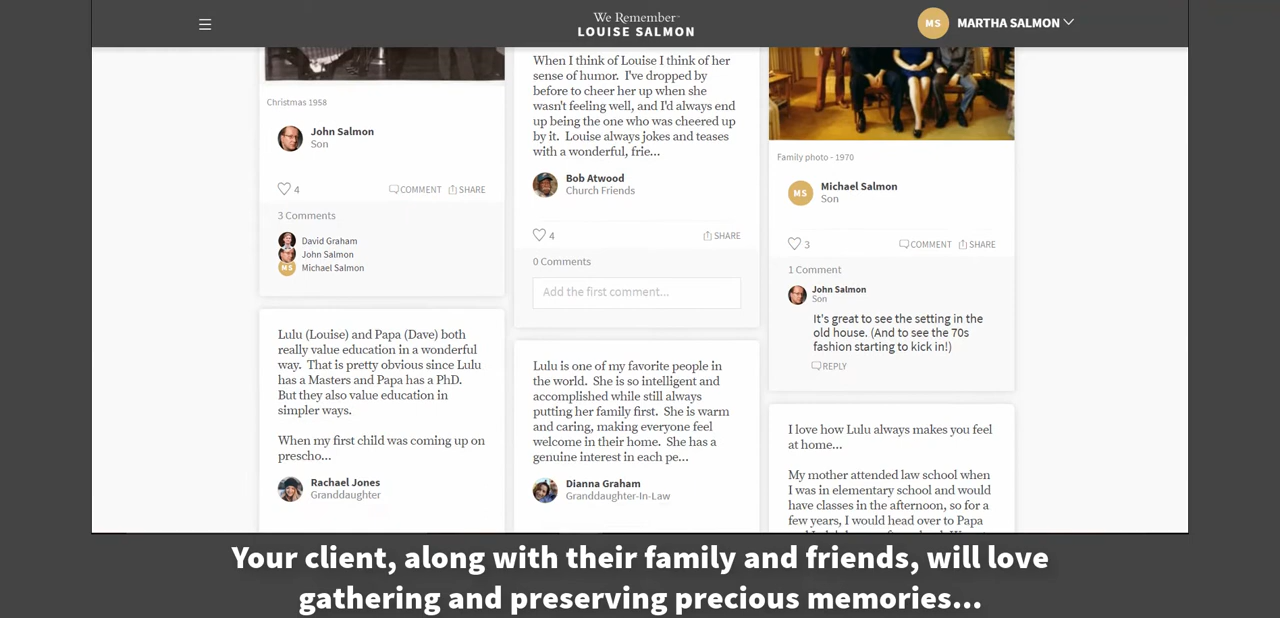 We Remember
LOUISE SALMON
MS MARTHA SALMON
Christmas 1958
John Salmon
Son
4 COMMENT SHARE
3 Comments
David Graham
John Salmon
MS Michael Salmon
Lulu (Louise) and Papa (Dave) both
really value education in a wonderful
way. That is pretty obvious since Lulu
has a Masters and Papa has a PhD.
But they also value education in
simpler ways.
When my first child was coming up on
prescho...
Rachael Jones
Granddaughter
When I think of Louise I think of her
sense of humor. I've dropped by
before to cheer her up when she
wasn't feeling well, and I'd always end
up being the one who was cheered up
by it. Louise always jokes and teases
with a wonderful, frie...
Bob Atwood
Church Friends
4 SHARE
0 Comments
Add the first comment...
Lulu is one of my favorite people in
the world. She is so intelligent and
accomplished while still always
putting her family first. She is warm
and caring, making everyone feel
welcome in their home. She has a
genuine interest in each pe...
Dianna Graham
Granddaughter-In-Law
Family photo - 1970
MS Michael Salmon
Son
3 COMMENT SHARE
1 Comment
John Salmon
Son
It's great to see the setting in the
old house. (And to see the 70s
fashion starting to kick in!)
REPLY
I love how Lulu always makes you feel
at home...
My mother attended law school when
I was in elementary school and would
have classes in the afternoon, so for a
few years, I would head over to Papa
Your client, along with their family and friends, will love
gathering and preserving precious memories...